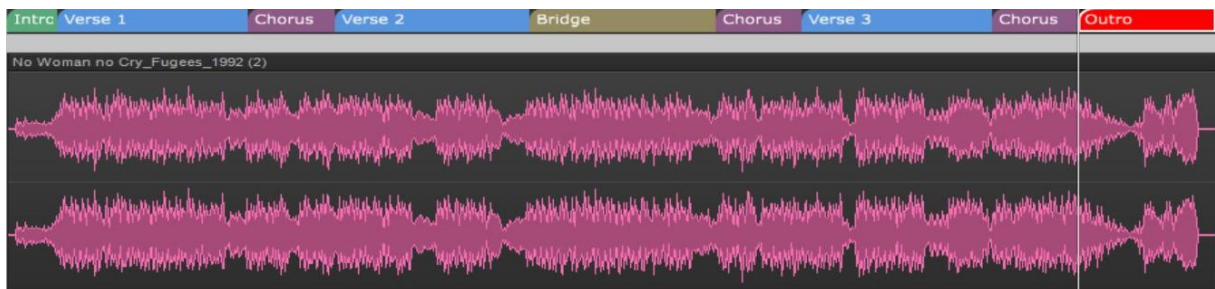 Intro Verse 1 Chorus Verse 2 Bridge Chorus Verse 3 Chorus Outro
No Woman no Cry_Fugees_1992 (2)